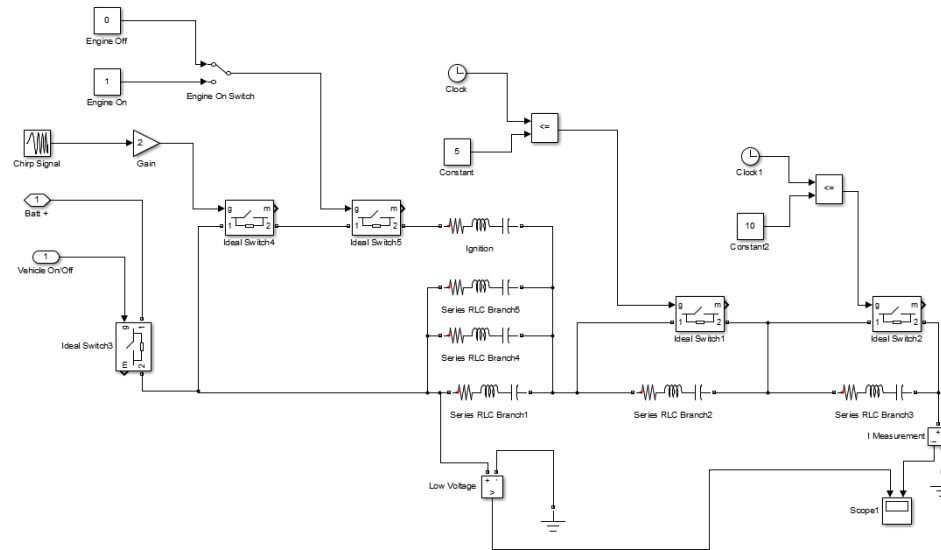 0
Engine Off
1
Engine On
Engine On Switch
Clock
<=
5
Constant
Chirp Signal
2
Gain
Clock1
<=
10
Constant2
1
Batt +
g m
1 2
Ideal Switch4
g m
1 2
Ideal Switch5
Ignition
1
Vehicle On/Off
Series RLC Branch5
g m
1 2
Ideal Switch1
g m
1 2
Ideal Switch2
g 1
m 2
Ideal Switch3
Series RLC Branch4
Series RLC Branch1
Series RLC Branch2
Series RLC Branch3
I Measurement
+
-
Low Voltage
+ -
v
Scope1